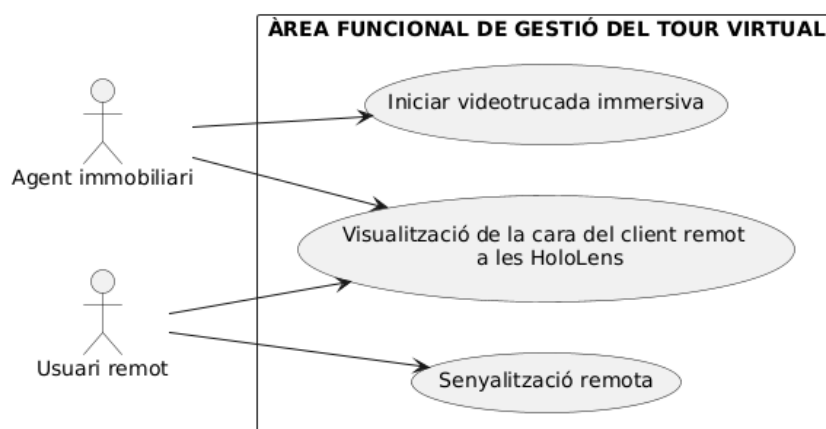 ÀREA FUNCIONAL DE GESTIÓ DEL TOUR VIRTUAL
Iniciar videotrucada immersiva
Agent immobiliari
Visualització de la cara del client remot
a les HoloLens
Usuari remot
Senyalització remota